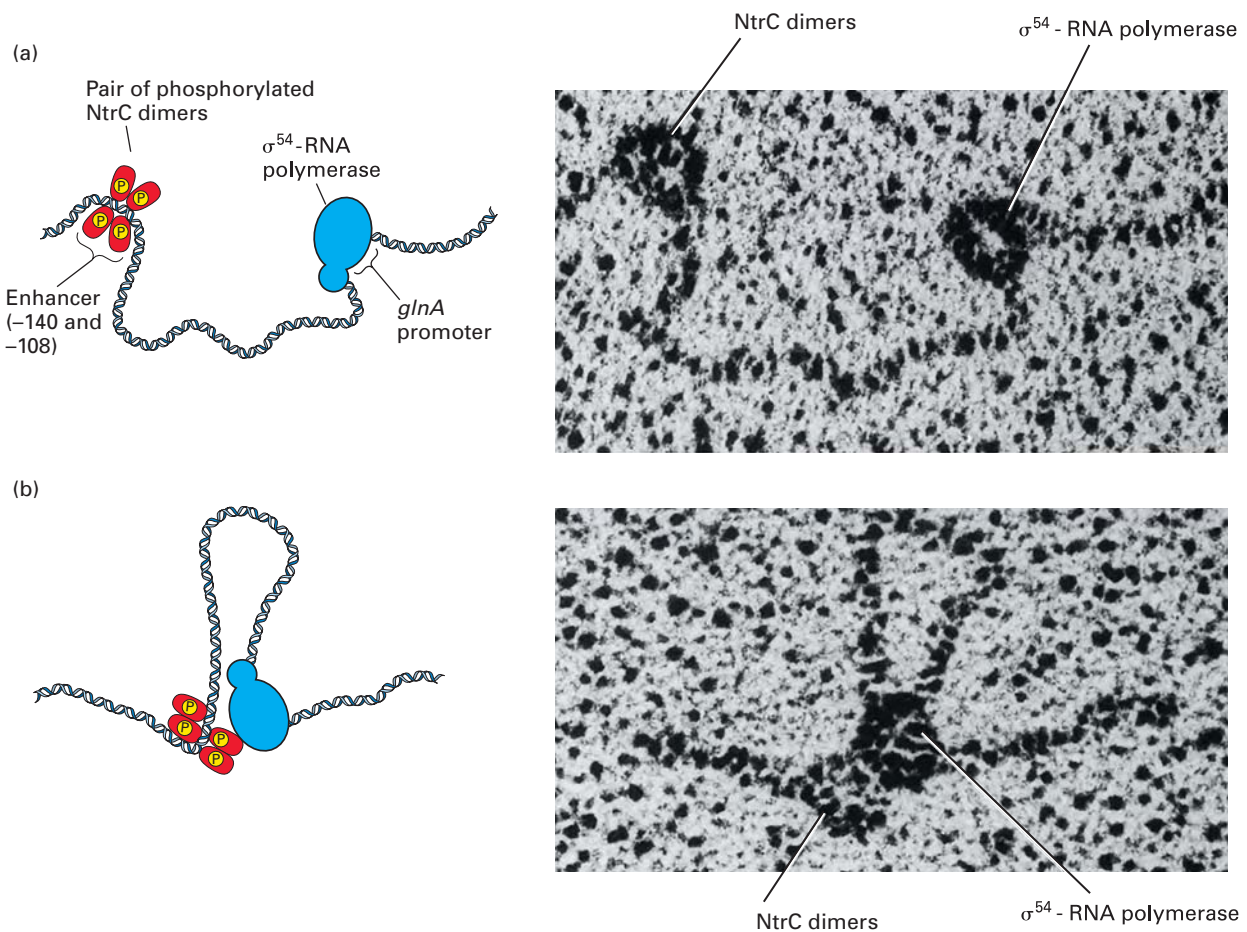 (a)
Pair of phosphorylated
NtrC dimers
P
P
P
P
Enhancer
(–140 and
–108)
σ⁵⁴-RNA
polymerase
glnA
promoter
NtrC dimers
σ⁵⁴ - RNA polymerase
(b)
P
P
P
P
NtrC dimers
σ⁵⁴ - RNA polymerase